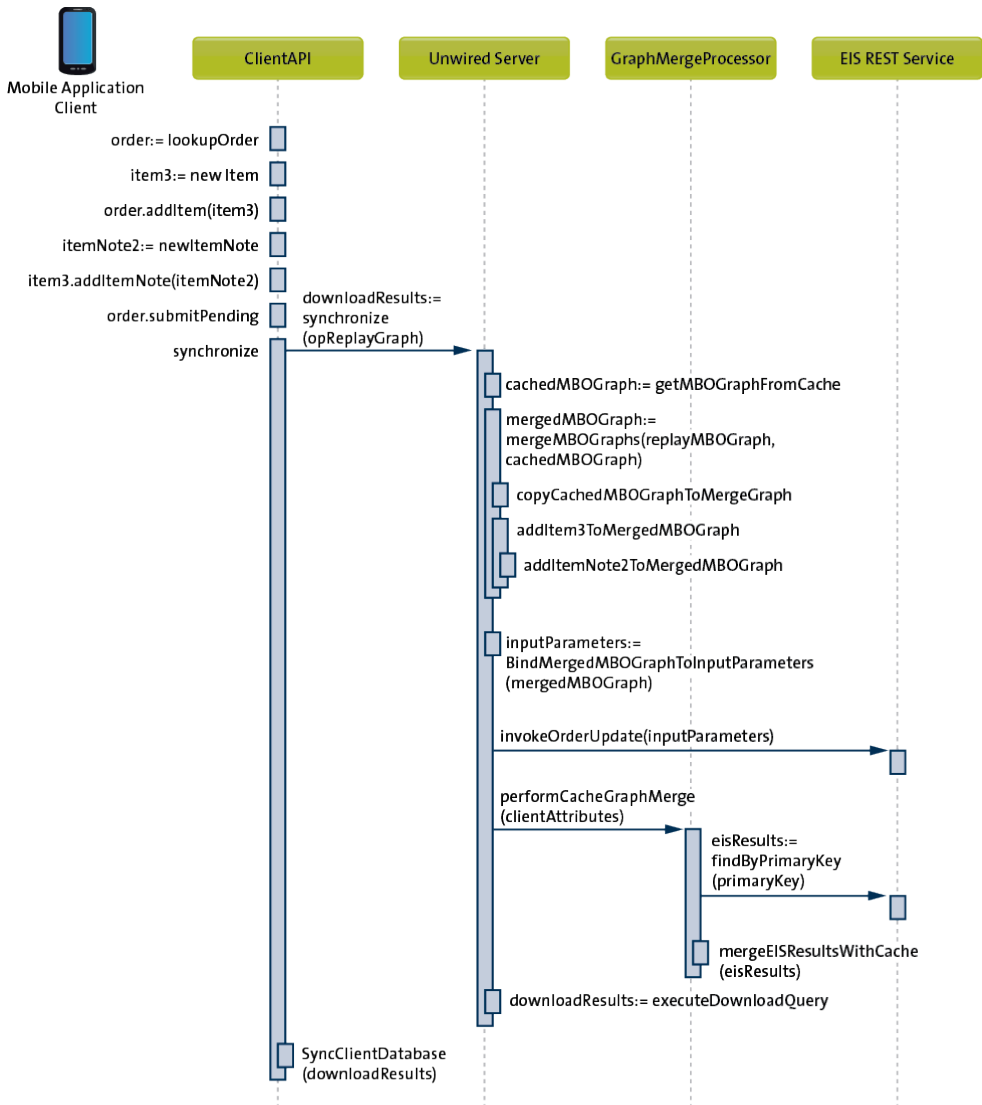 ClientAPI
Unwired Server
GraphMergeProcessor
EIS REST Service
Mobile Application
Client
order:= lookupOrder
item3:= new Item
order.addItem(item3)
itemNote2:= newItemNote
item3.addItemNote(itemNote2)
order.submitPending
downloadResults:=
synchronize
(opReplayGraph)
synchronize
cachedMBOGraph:= getMBOGraphFromCache
mergedMBOGraph:=
mergeMBOGraphs(replayMBOGraph,
cachedMBOGraph)
copyCachedMBOGraphToMergeGraph
addItem3ToMergedMBOGraph
addItemNote2ToMergedMBOGraph
inputParameters:=
BindMergedMBOGraphToInputParameters
(mergedMBOGraph)
invokeOrderUpdate(inputParameters)
performCacheGraphMerge
(clientAttributes)
eisResults:=
findByPrimaryKey
(primaryKey)
mergeEISResultsWithCache
(eisResults)
downloadResults:= executeDownloadQuery
SyncClientDatabase
(downloadResults)